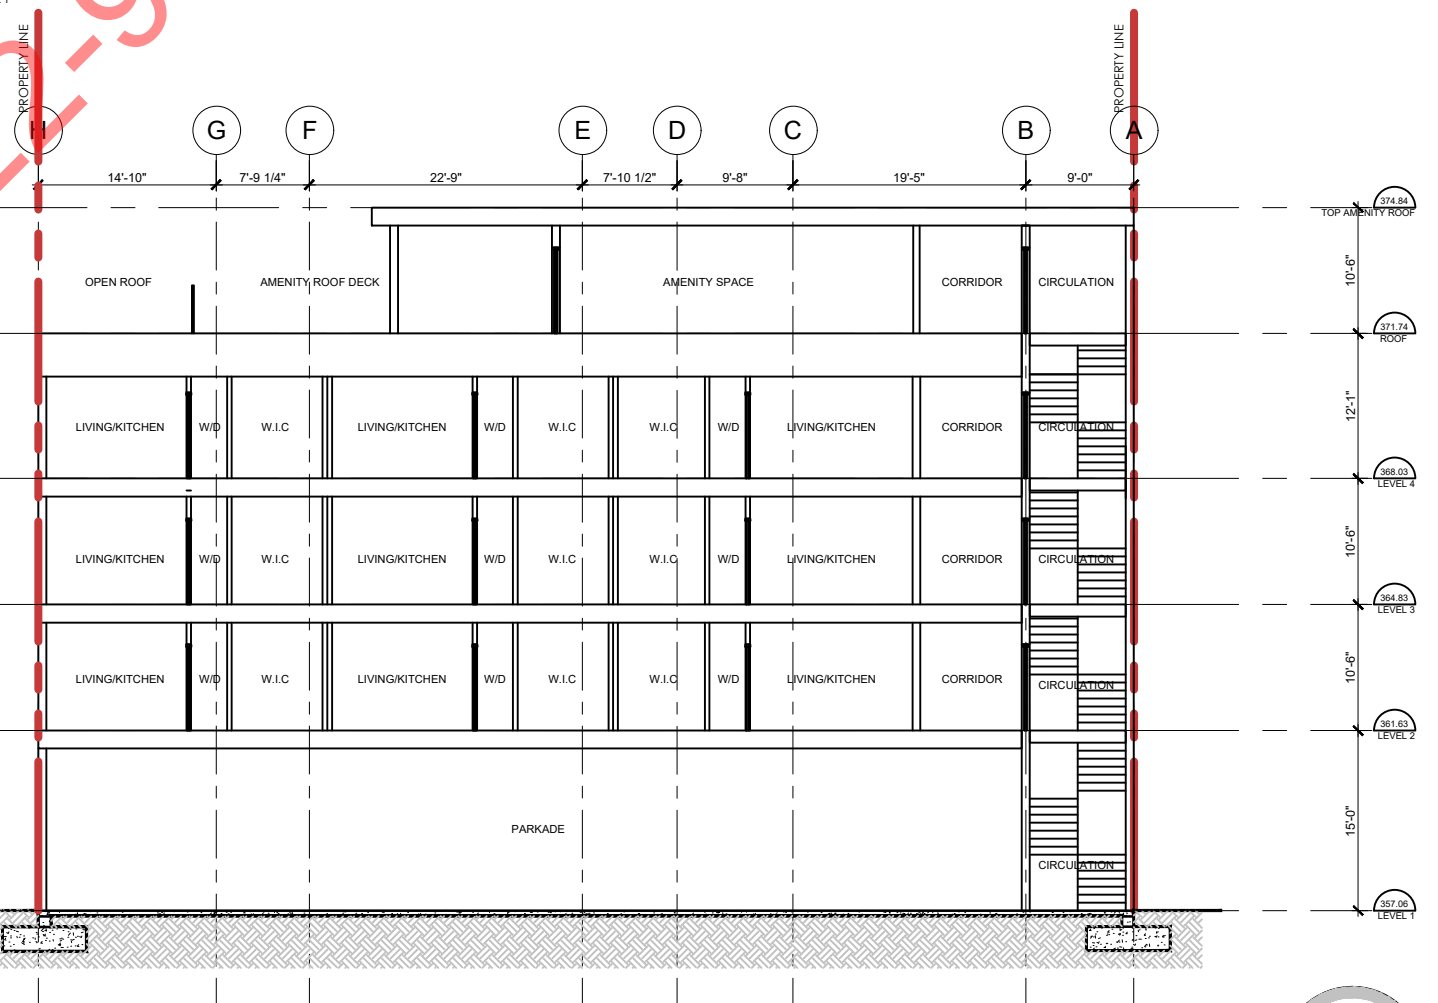 PROPERTY LINE
PROPERTY LINE
2-9
H G F E D C B A
14'-10" 7'-9 1/4" 22'-9" 7'-10 1/2" 9'-8" 19'-5" 9'-0"
374.84
TOP AMENITY ROOF
10'-6"
OPEN ROOF AMENITY ROOF DECK AMENITY SPACE CORRIDOR CIRCULATION
371.74
ROOF
12'-1"
LIVING/KITCHEN W/D W.I.C LIVING/KITCHEN W/D W.I.C W.I.C W/D LIVING/KITCHEN CORRIDOR CIRCULATION
368.03
LEVEL 4
10'-6"
LIVING/KITCHEN W/D W.I.C LIVING/KITCHEN W/D W.I.C W.I.C W/D LIVING/KITCHEN CORRIDOR CIRCULATION
364.83
LEVEL 3
10'-6"
LIVING/KITCHEN W/D W.I.C LIVING/KITCHEN W/D W.I.C W.I.C W/D LIVING/KITCHEN CORRIDOR CIRCULATION
361.63
LEVEL 2
15'-0"
PARKADE
CIRCULATION
357.06
LEVEL 1